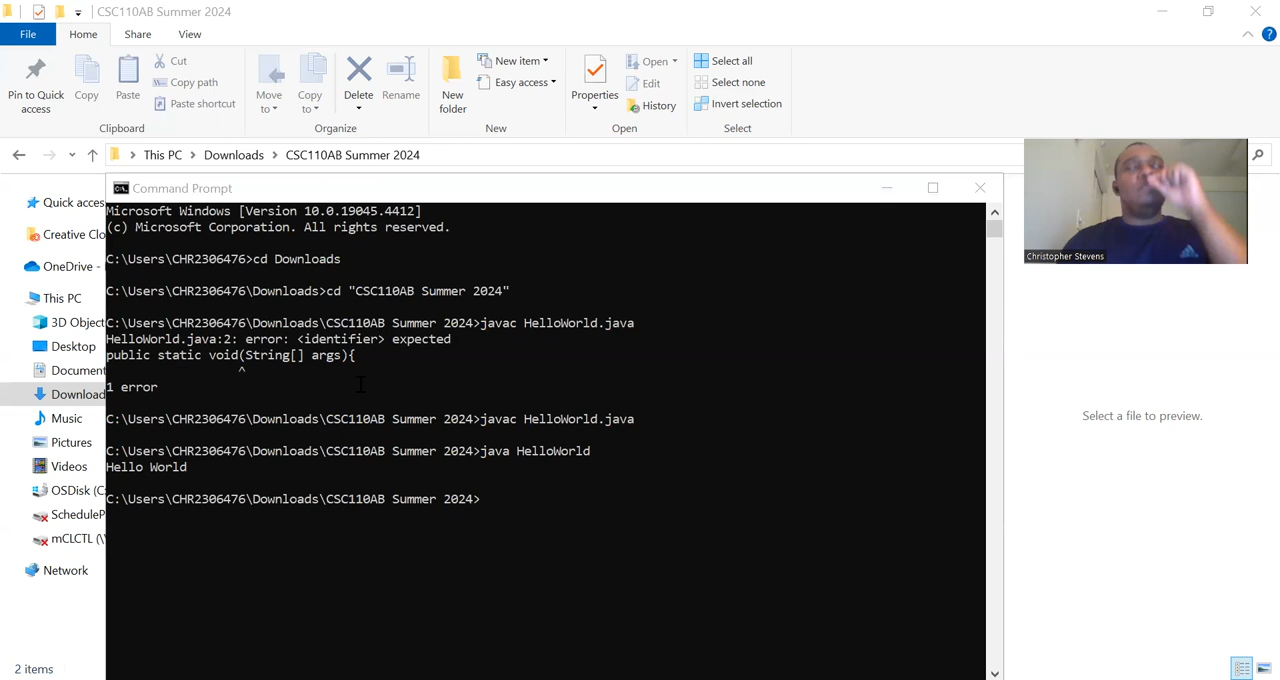 CSC110AB Summer 2024
File Home Share View
Pin to Quick access
Copy
Paste
Cut
Copy path
Paste shortcut
Clipboard
Move to
Copy to
Delete
Rename
Organize
New folder
New item
Easy access
New
Properties
Open
Edit
History
Open
Select all
Select none
Invert selection
Select
This PC > Downloads > CSC110AB Summer 2024
Quick acces
Creative Clo
OneDrive -
This PC
3D Object
Desktop
Document
Download
Music
Pictures
Videos
OSDisk (C:
ScheduleP
mCLCTL (\\
Network
2 items
Command Prompt
Microsoft Windows [Version 10.0.19045.4412]
(c) Microsoft Corporation. All rights reserved.
C:\Users\CHR2306476>cd Downloads
C:\Users\CHR2306476\Downloads>cd "CSC110AB Summer 2024"
C:\Users\CHR2306476\Downloads\CSC110AB Summer 2024>javac HelloWorld.java
HelloWorld.java:2: error: <identifier> expected
public static void(String[] args){
^
1 error
C:\Users\CHR2306476\Downloads\CSC110AB Summer 2024>javac HelloWorld.java
C:\Users\CHR2306476\Downloads\CSC110AB Summer 2024>java HelloWorld
Hello World
C:\Users\CHR2306476\Downloads\CSC110AB Summer 2024>
Christopher Stevens
Select a file to preview.